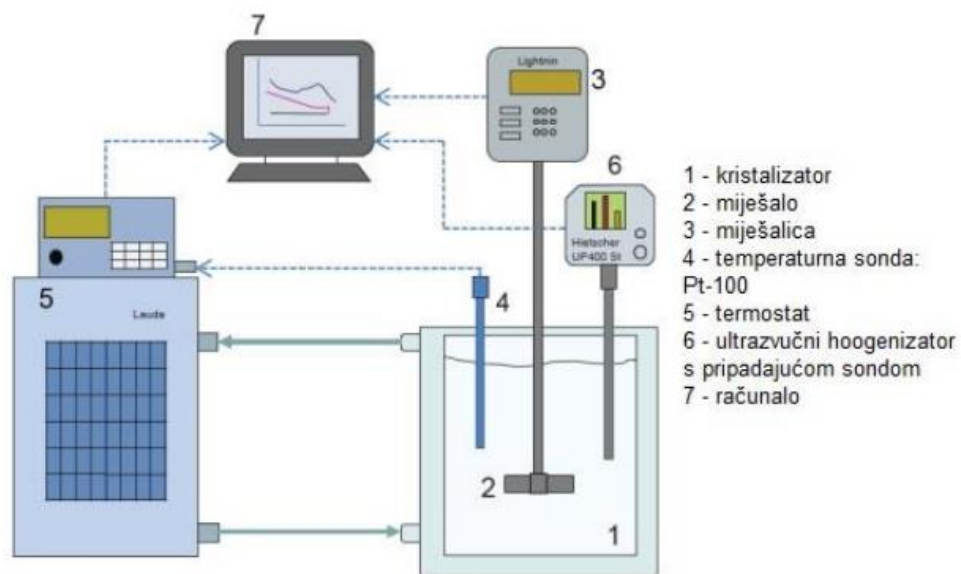 7
Lightnin
3
6
Hielscher
UP400 St
5
Lauda
4
2
1
1 - kristalizator
2 - miješalo
3 - miješalica
4 - temperaturna sonda:
Pt-100
5 - termostat
6 - ultrazvučni hoogenizator
s pripadajućom sondom
7 - računalo